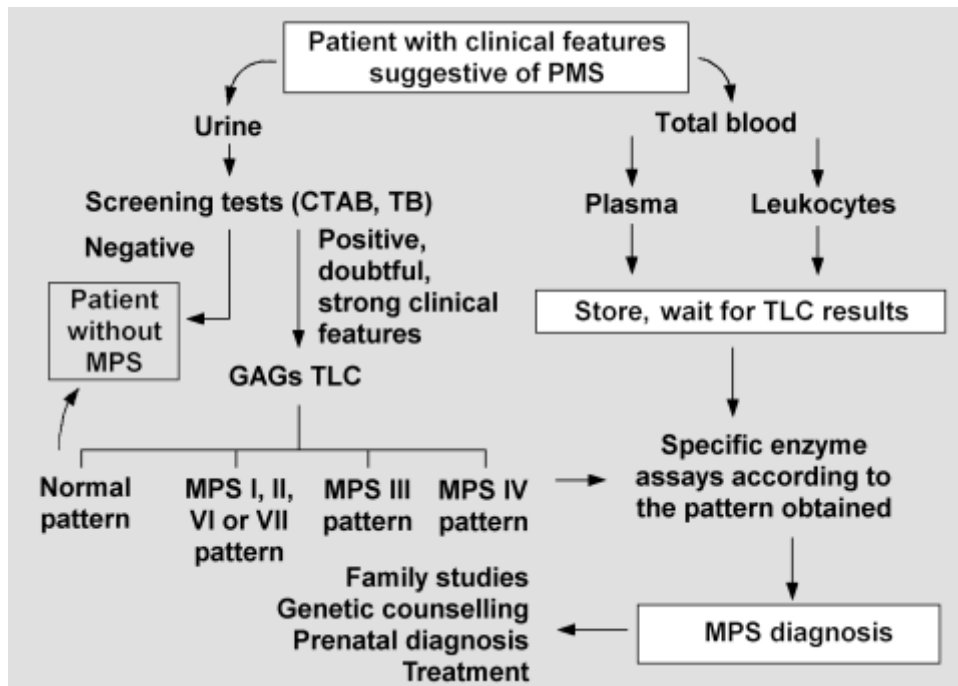 Patient with clinical features
suggestive of PMS
Urine
Total blood
Screening tests (CTAB, TB)
Plasma
Leukocytes
Negative
Positive,
doubtful,
strong clinical
features
Patient
without
MPS
Store, wait for TLC results
GAGs TLC
Normal
pattern
MPS I, II,
VI or VII
pattern
MPS III
pattern
MPS IV
pattern
Specific enzyme
assays according to
the pattern obtained
Family studies
Genetic counselling
Prenatal diagnosis
Treatment
MPS diagnosis